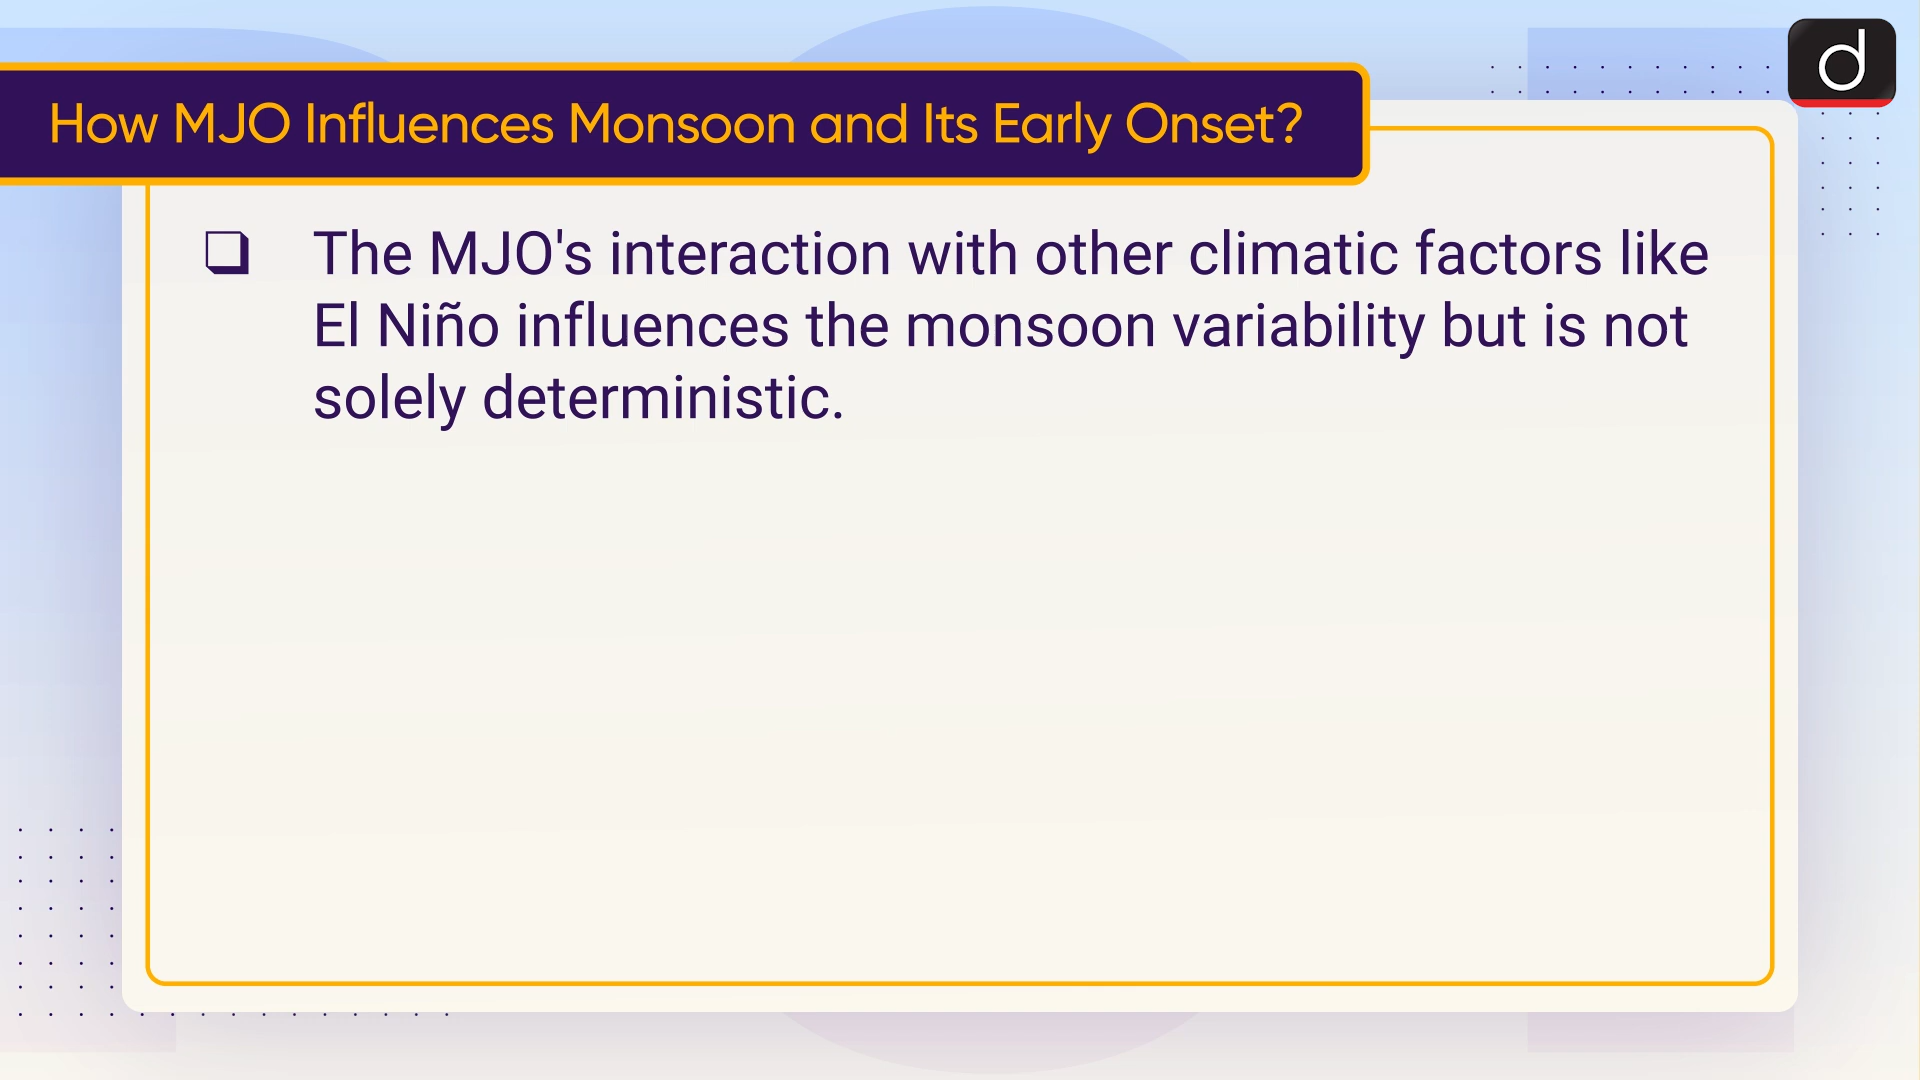 How MJO Influences Monsoon and Its Early Onset?
d
❑ The MJO's interaction with other climatic factors like
El Niño influences the monsoon variability but is not
solely deterministic.